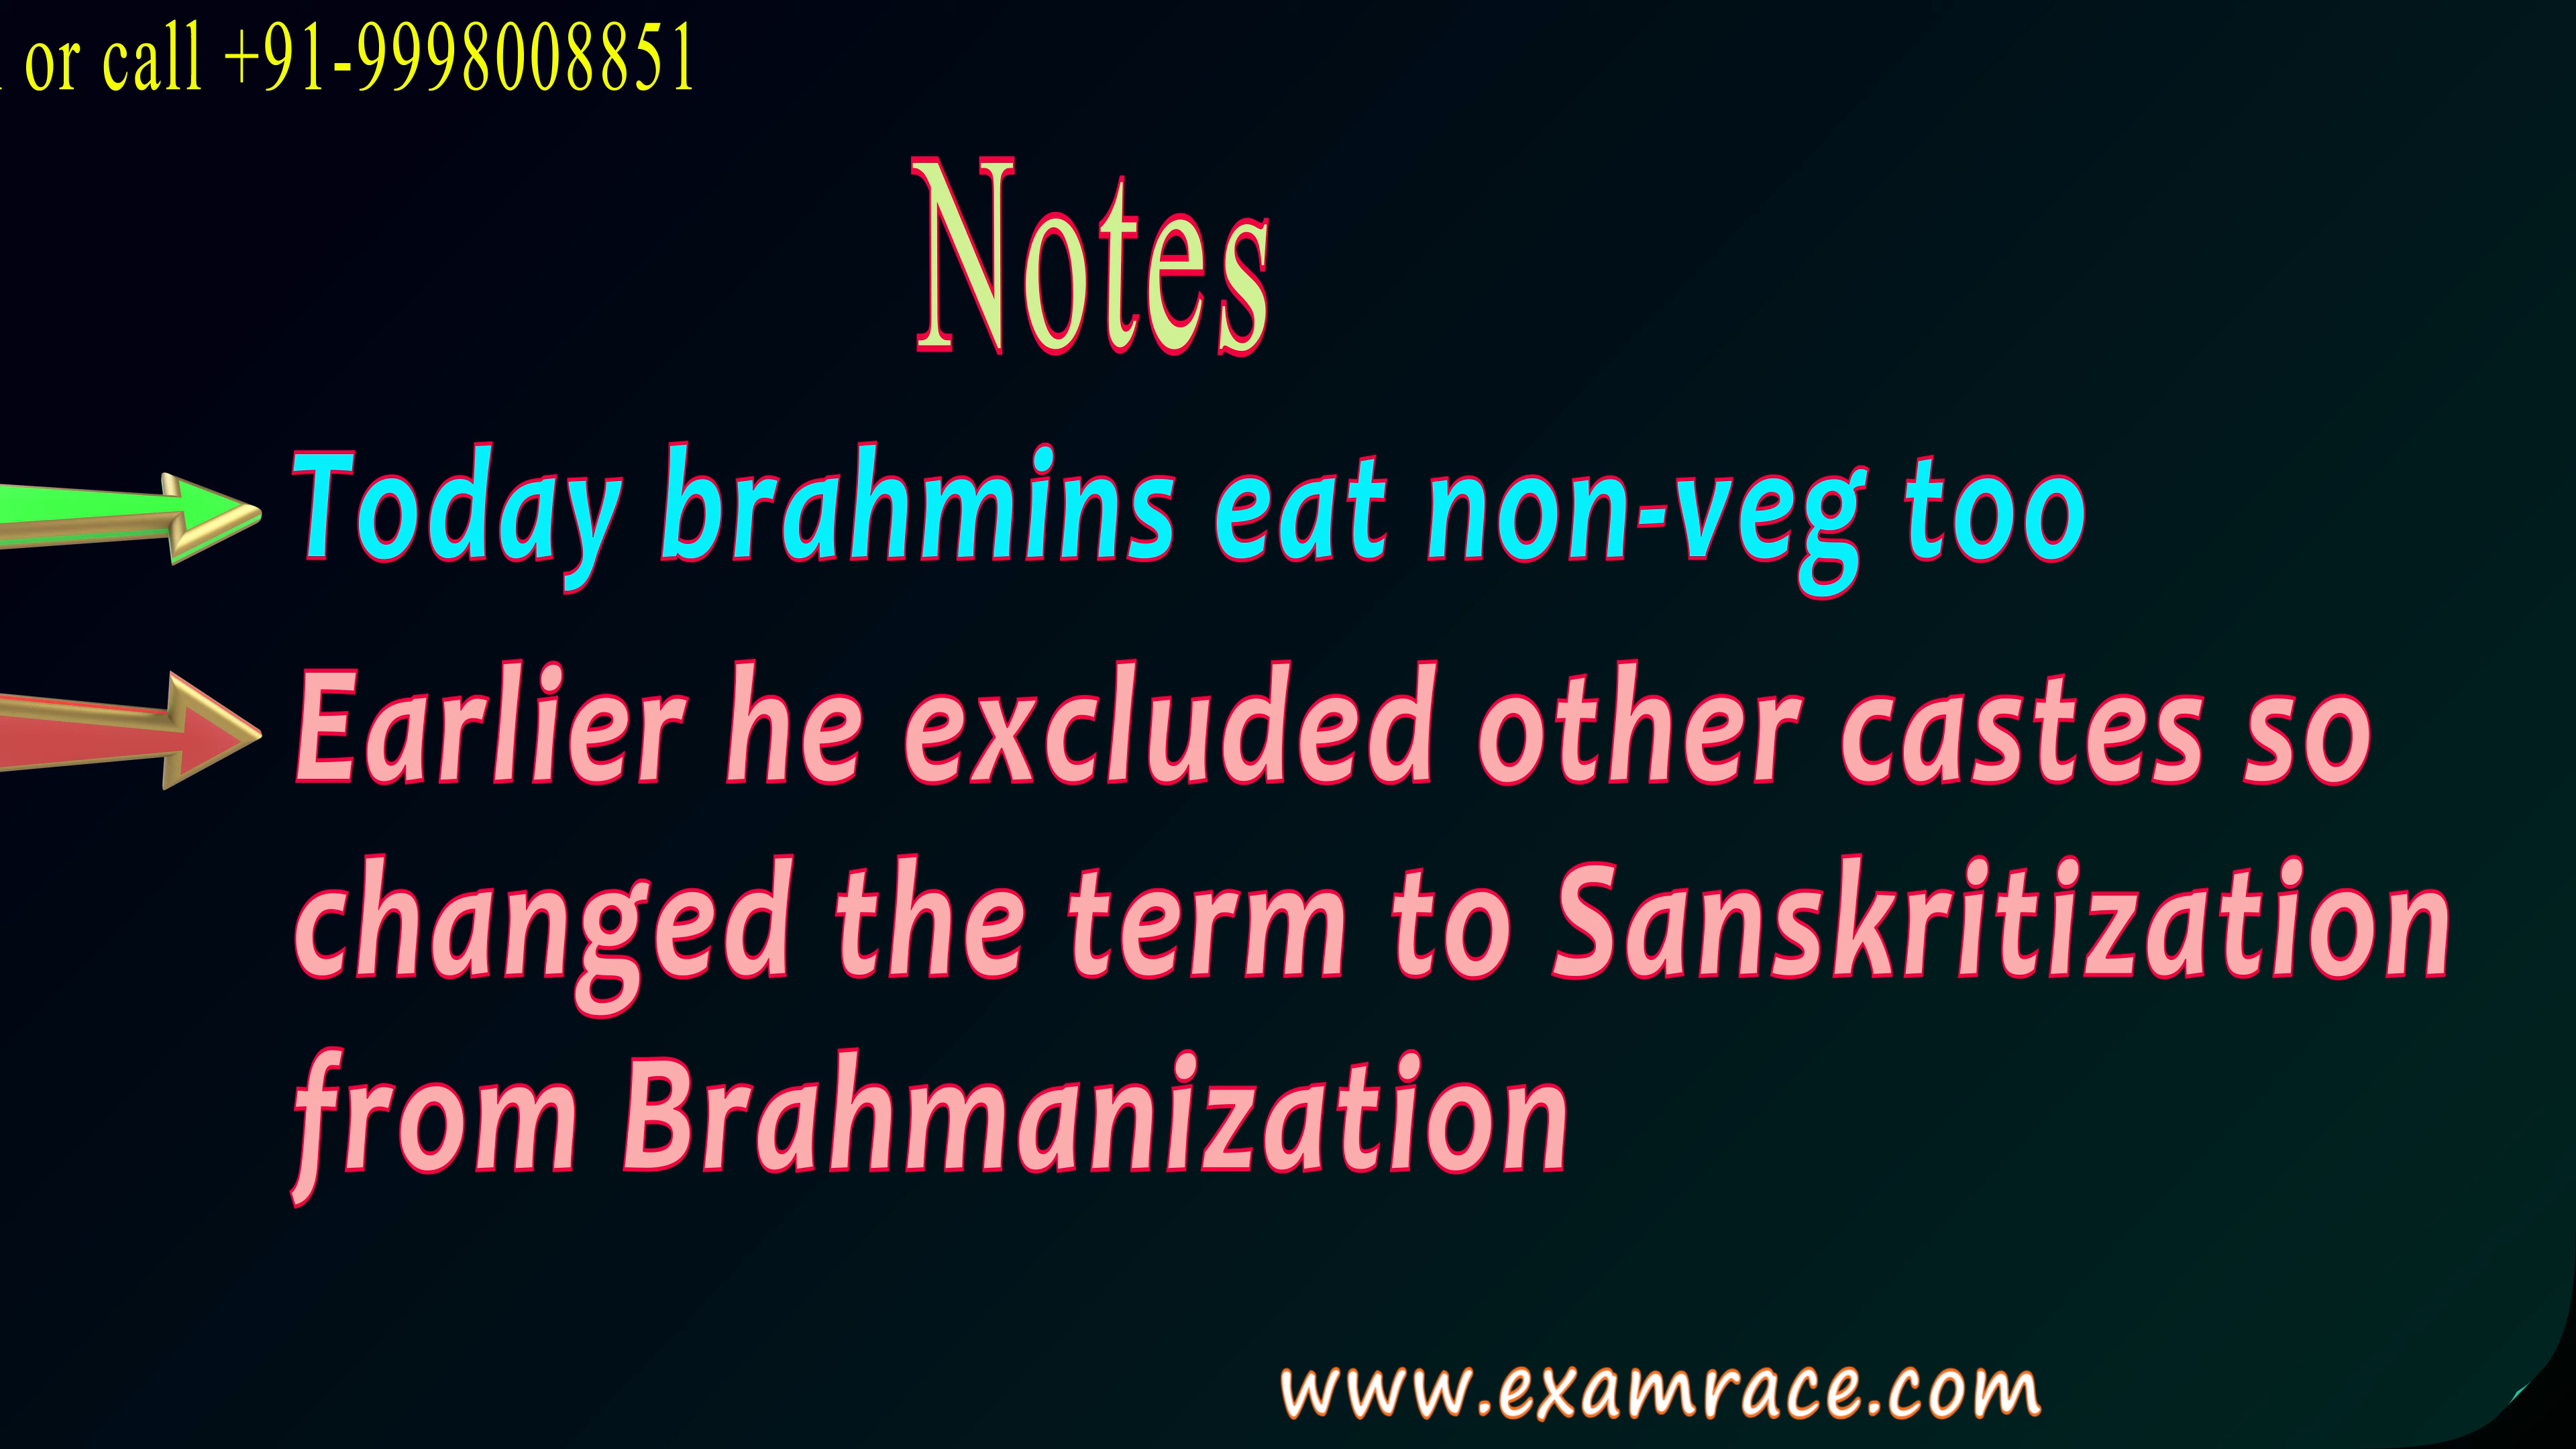 or call +91-9998008851
Notes
Today brahmins eat non-veg too
Earlier he excluded other castes so
changed the term to Sanskritization
from Brahmanization
www.examrace.com